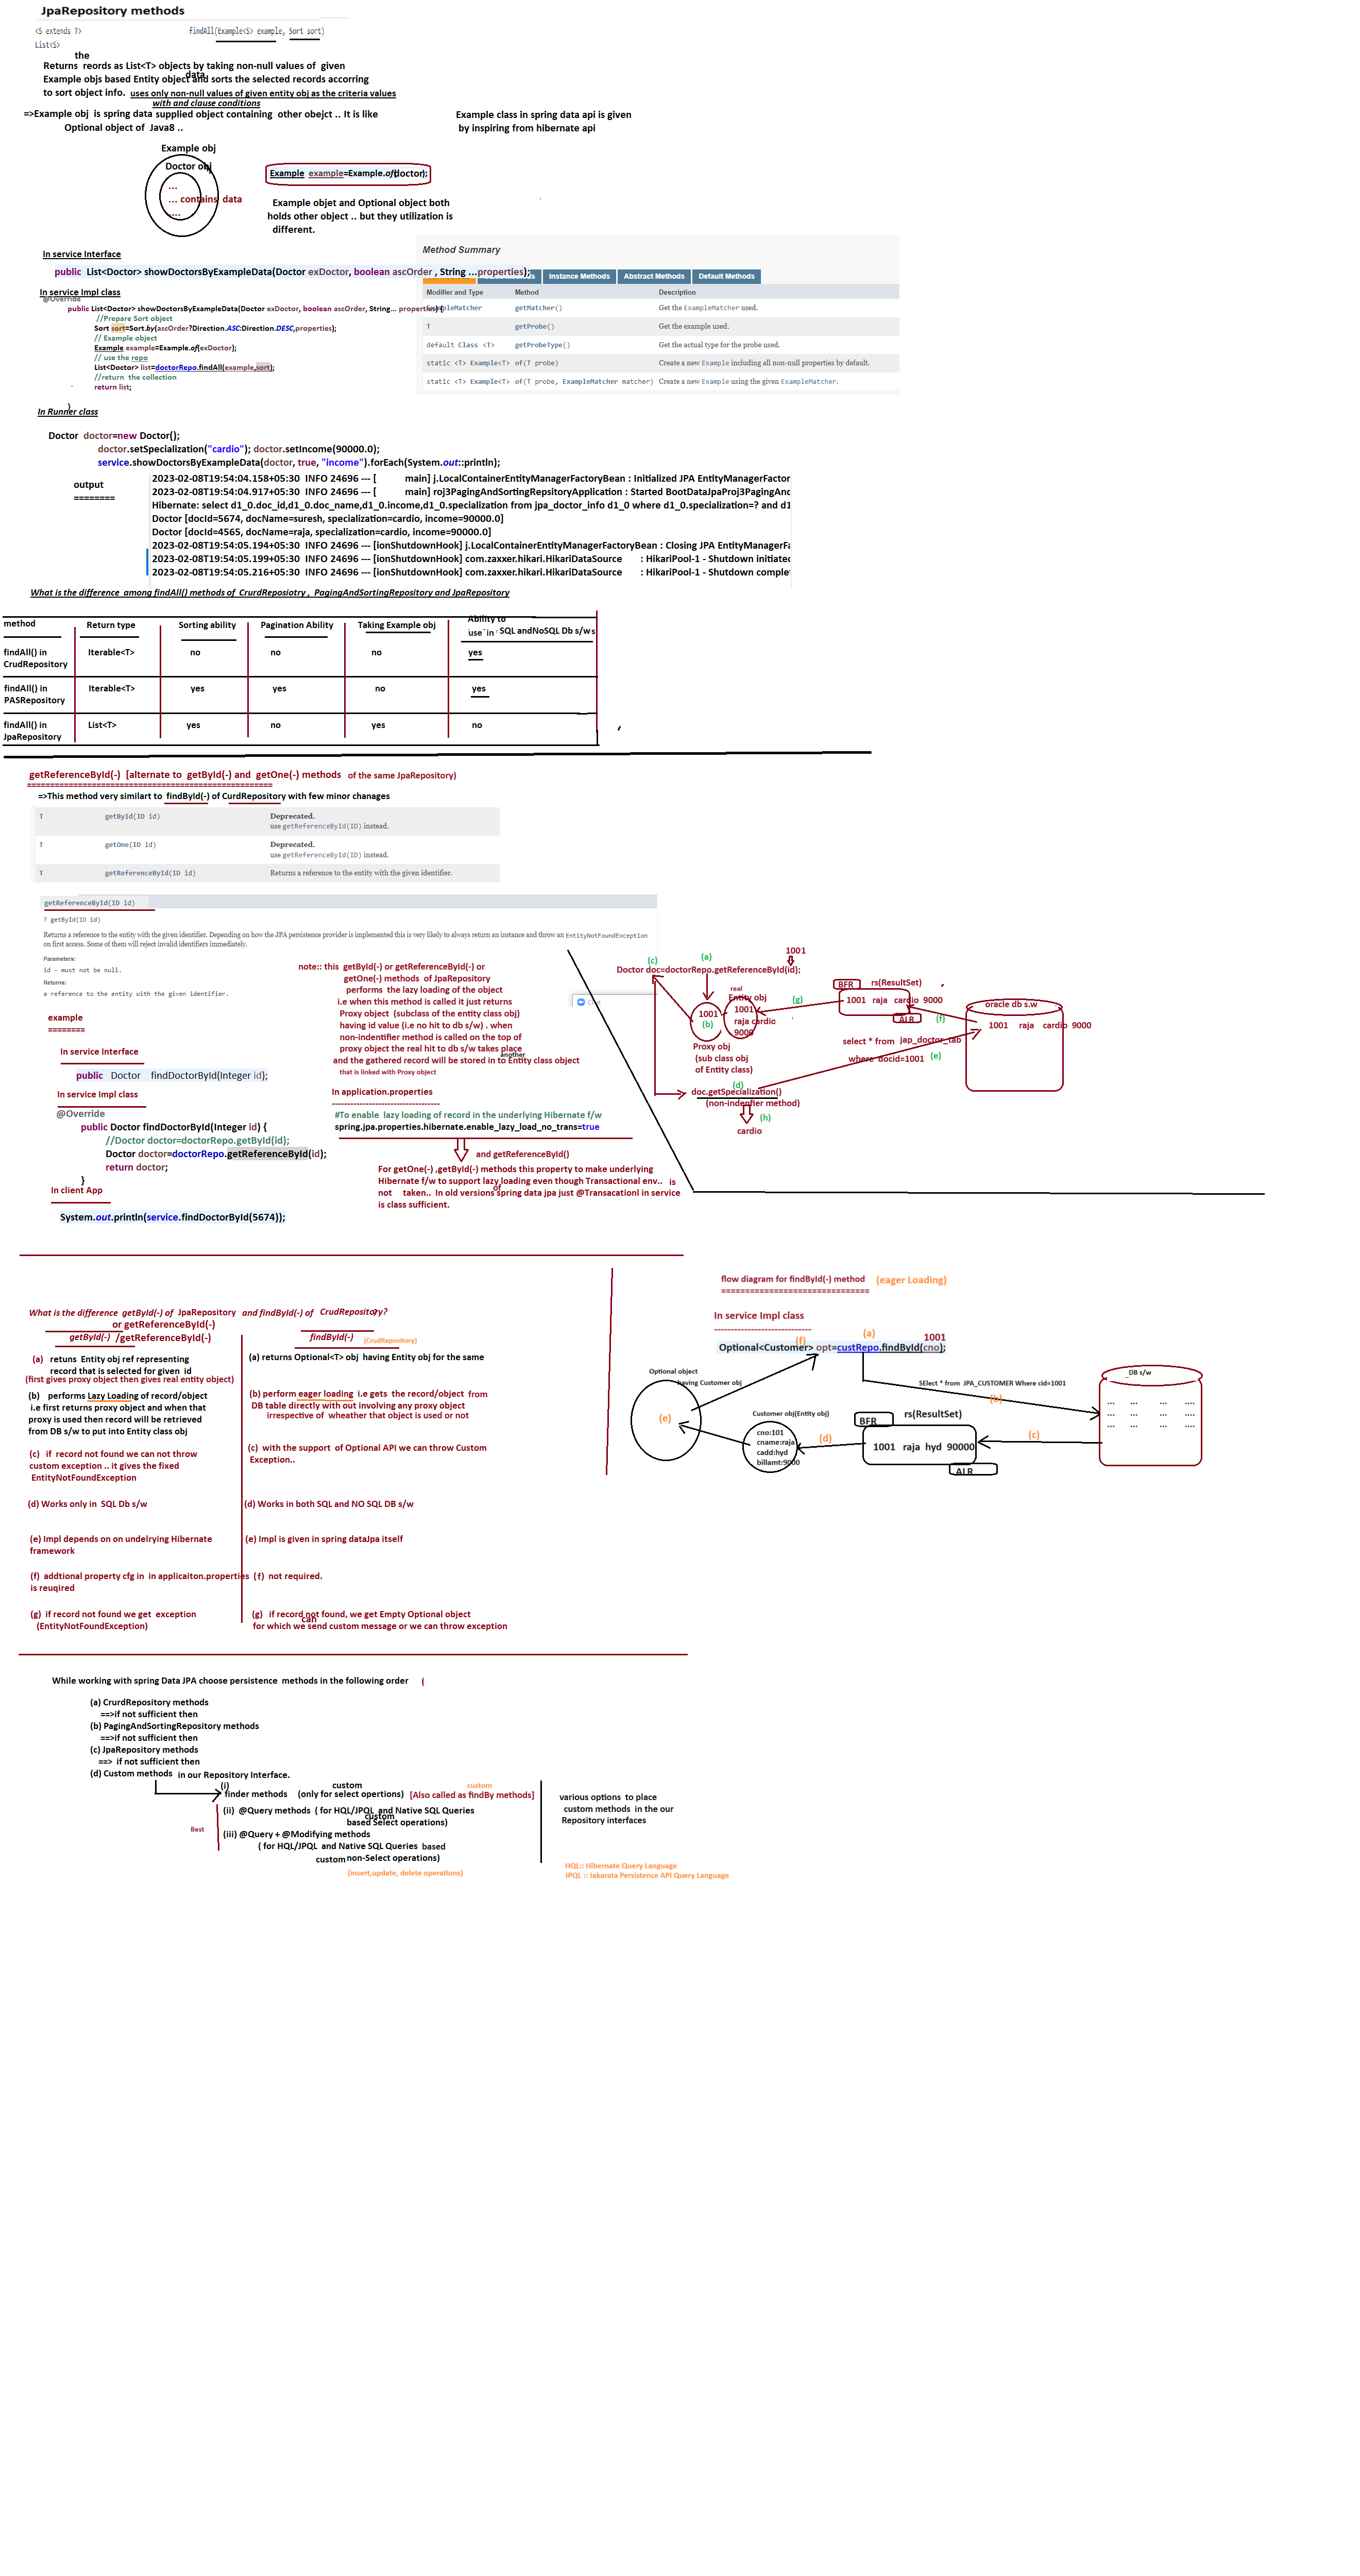 JpaRepository methods
<S extends T> findAll(Example<S> example, Sort sort)
List<S>
the
Returns reords as List<T> objects by taking non-null values of given
data
Example objs based Entity object and sorts the selected records accorring
to sort object info. uses only non-null values of given entity obj as the criteria values
with and clause conditions
=>Example obj is spring data supplied object containing other obejct .. It is like
Optional object of Java8 ..
Example class in spring data api is given
by inspiring from hibernate api
Example obj
Doctor obj
...
... contains data
....
Example example=Example.of(doctor);
Example objet and Optional object both
holds other object .. but they utilization is
different.
In service Interface
public List<Doctor> showDoctorsByExampleData(Doctor exDoctor, boolean ascOrder , String ...properties);
In service Impl class
@Override
public List<Doctor> showDoctorsByExampleData(Doctor exDoctor, boolean ascOrder, String... properties) {
//Prepare Sort object
Sort sort=Sort.by(ascOrder?Direction.ASC:Direction.DESC,properties);
// Example object
Example example=Example.of(exDoctor);
// use the repo
List<Doctor> list=doctorRepo.findAll(example,sort);
//return the collection
return list;
}
Method Summary
Instance Methods Abstract Methods Default Methods
Modifier and Type Method Description
getMatcher() Get the ExampleMatcher used.
T getProbe() Get the example used.
default Class <T> getProbeType() Get the actual type for the probe used.
static <T> Example<T> of(T probe) Create a new Example including all non-null properties by default.
static <T> Example<T> of(T probe, ExampleMatcher matcher) Create a new Example using the given ExampleMatcher.
In Runner class
Doctor doctor=new Doctor();
doctor.setSpecialization("cardio"); doctor.setIncome(90000.0);
service.showDoctorsByExampleData(doctor, true, "income").forEach(System.out::println);
output
========
2023-02-08T19:54:04.158+05:30 INFO 24696 --- [ main] j.LocalContainerEntityManagerFactoryBean : Initialized JPA EntityManagerFactor
2023-02-08T19:54:04.917+05:30 INFO 24696 --- [ main] roj3PagingAndSortingRepsitoryApplication : Started BootDataJpaProj3PagingAnd
Hibernate: select d1_0.doc_id,d1_0.doc_name,d1_0.income,d1_0.specialization from jpa_doctor_info d1_0 where d1_0.specialization=? and d1
Doctor [docId=5674, docName=suresh, specialization=cardio, income=90000.0]
Doctor [docId=4565, docName=raja, specialization=cardio, income=90000.0]
2023-02-08T19:54:05.194+05:30 INFO 24696 --- [ionShutdownHook] j.LocalContainerEntityManagerFactoryBean : Closing JPA EntityManagerFa
2023-02-08T19:54:05.199+05:30 INFO 24696 --- [ionShutdownHook] com.zaxxer.hikari.HikariDataSource : HikariPool-1 - Shutdown initiated
2023-02-08T19:54:05.216+05:30 INFO 24696 --- [ionShutdownHook] com.zaxxer.hikari.HikariDataSource : HikariPool-1 - Shutdown complet
What is the difference among findAll() methods of CrurdReposiotry , PagingAndSortingRepository and JpaRepository
method Return type Sorting ability Pagination Ability Taking Example obj Ability to
use in SQL andNoSQL Db s/ws
findAll() in Iterable<T> no no no yes
CrudRepository
findAll() in Iterable<T> yes yes no yes
PASRepository
findAll() in List<T> yes no yes no
JpaRepository
getReferenceById(-) [alternate to getById(-) and getOne(-) methods of the same JpaRepository)
=>This method very similart to findById(-) of CurdRepository with few minor chanages
T getById(ID id) Deprecated.
use getReferenceById(ID) instead.
T getOne(ID id) Deprecated.
use getReferenceById(ID) instead.
T getReferenceById(ID id) Returns a reference to the entity with the given identifier.
getReferenceById(ID id)
T getById(ID id)
Returns a reference to the entity with the given identifier. Depending on how the JPA persistence provider is implemented this is very likely to always return an instance and throw an EntityNotFoundException
on first access. Some of them will reject invalid identifiers immediately.
Parameters:
id - must not be null.
Returns:
a reference to the entity with the given identifier.
note:: this getById(-) or getReferenceById(-) or
getOne(-) methods of JpaRepository
performs the lazy loading of the object
i.e when this method is called it just returns
Proxy object (subclass of the entity class obj)
having id value (i.e no hit to db s/w) . when
non-indentifier method is called on the top of
proxy object the real hit to db s/w takes place
another
and the gathered record will be stored in to Entity class object
that is linked with Proxy object
example
========
In service Interface
public Doctor findDoctorById(Integer id);
In service Impl class
@Override
public Doctor findDoctorById(Integer id) {
//Doctor doctor=doctorRepo.getById(id);
Doctor doctor=doctorRepo.getReferenceById(id);
return doctor;
}
In client App
System.out.println(service.findDoctorById(5674));
In application.properties
---------------------------------
#To enable lazy loading of record in the underlying Hibernate f/w
spring.jpa.properties.hibernate.enable_lazy_load_no_trans=true
and getReferenceById()
For getOne(-) ,getById(-) methods this property to make underlying
Hibernate f/w to support lazy loading even though Transactional env.. is
of
not taken.. In old versions spring data jpa just @Transacationl in service
is class sufficient.
1001
(c) (a)
Doctor doc=doctorRepo.getReferenceById(id);
real
Entity obj
1001
raja cardio
9000
1001
(b)
(g)
BFR rs(ResultSet)
1001 raja cardio 9000
ALR (f)
oracle db s.w
1001 raja cardio 9000
Proxy obj
(sub class obj
of Entity class)
select * from jap_doctor_tab
where docid=1001 (e)
(d)
doc.getSpecialization()
(non-indenfier method)
(h)
cardio
What is the difference getById(-) of JpaRepository and findById(-) of CrudRepository?
or getReferenceById(-)
getById(-) /getReferenceById(-) findById(-) (CrudRepository)
(a) retuns Entity obj ref representing
record that is selected for given id
(first gives proxy object then gives real entity object)
(a) returns Optional<T> obj having Entity obj for the same
(b) performs Lazy Loading of record/object
i.e first returns proxy object and when that
proxy is used then record will be retrieved
from DB s/w to put into Entity class obj
(b) perform eager loading i.e gets the record/object from
DB table directly with out involving any proxy object
irrespective of wheather that object is used or not
(c) if record not found we can not throw
custom exception .. it gives the fixed
EntityNotFoundException
(c) with the support of Optional API we can throw Custom
Exception..
(d) Works only in SQL Db s/w
(d) Works in both SQL and NO SQL DB s/w
(e) Impl depends on on undelrying Hibernate
framework
(e) Impl is given in spring dataJpa itself
(f) addtional property cfg in in applicaiton.properties
is reuqired
(f) not required.
(g) if record not found we get exception
(EntityNotFoundException)
(g) if record not found, we get Empty Optional object
can
for which we send custom message or we can throw exception
flow diagram for findById(-) method (eager Loading)
==============================
In service Impl class
-----------------------------
(f) (a) 1001
Optional<Customer> opt=custRepo.findById(cno);
Optional object
having Customer obj
(e)
Customer obj(Entity obj)
cno:101
cname:raja
cadd:hyd
billamt:9000
(d)
BFR rs(ResultSet)
1001 raja hyd 90000
ALR
(c)
SElect * from JPA_CUSTOMER Where cid=1001
(b)
DB s/w
... ... ... ....
... ... ... ....
... ... ... ....
While working with spring Data JPA choose persistence methods in the following order (
(a) CrurdRepository methods
==>if not sufficient then
(b) PagingAndSortingRepository methods
==>if not sufficient then
(c) JpaRepository methods
==> if not sufficient then
(d) Custom methods in our Repository Interface.
(i) custom custom
finder methods (only for select opertions) [Also called as findBy methods]
(ii) @Query methods ( for HQL/JPQL and Native SQL Queries
custom
based Select operations)
Best
(iii) @Query + @Modifying methods
( for HQL/JPQL and Native SQL Queries based
custom non-Select operations)
(insert,update, delete operations)
various options to place
custom methods in the our
Repository interfaces
HQL:: Hibernate Query Language
JPQL :: Jakarata Persistence API Query Language